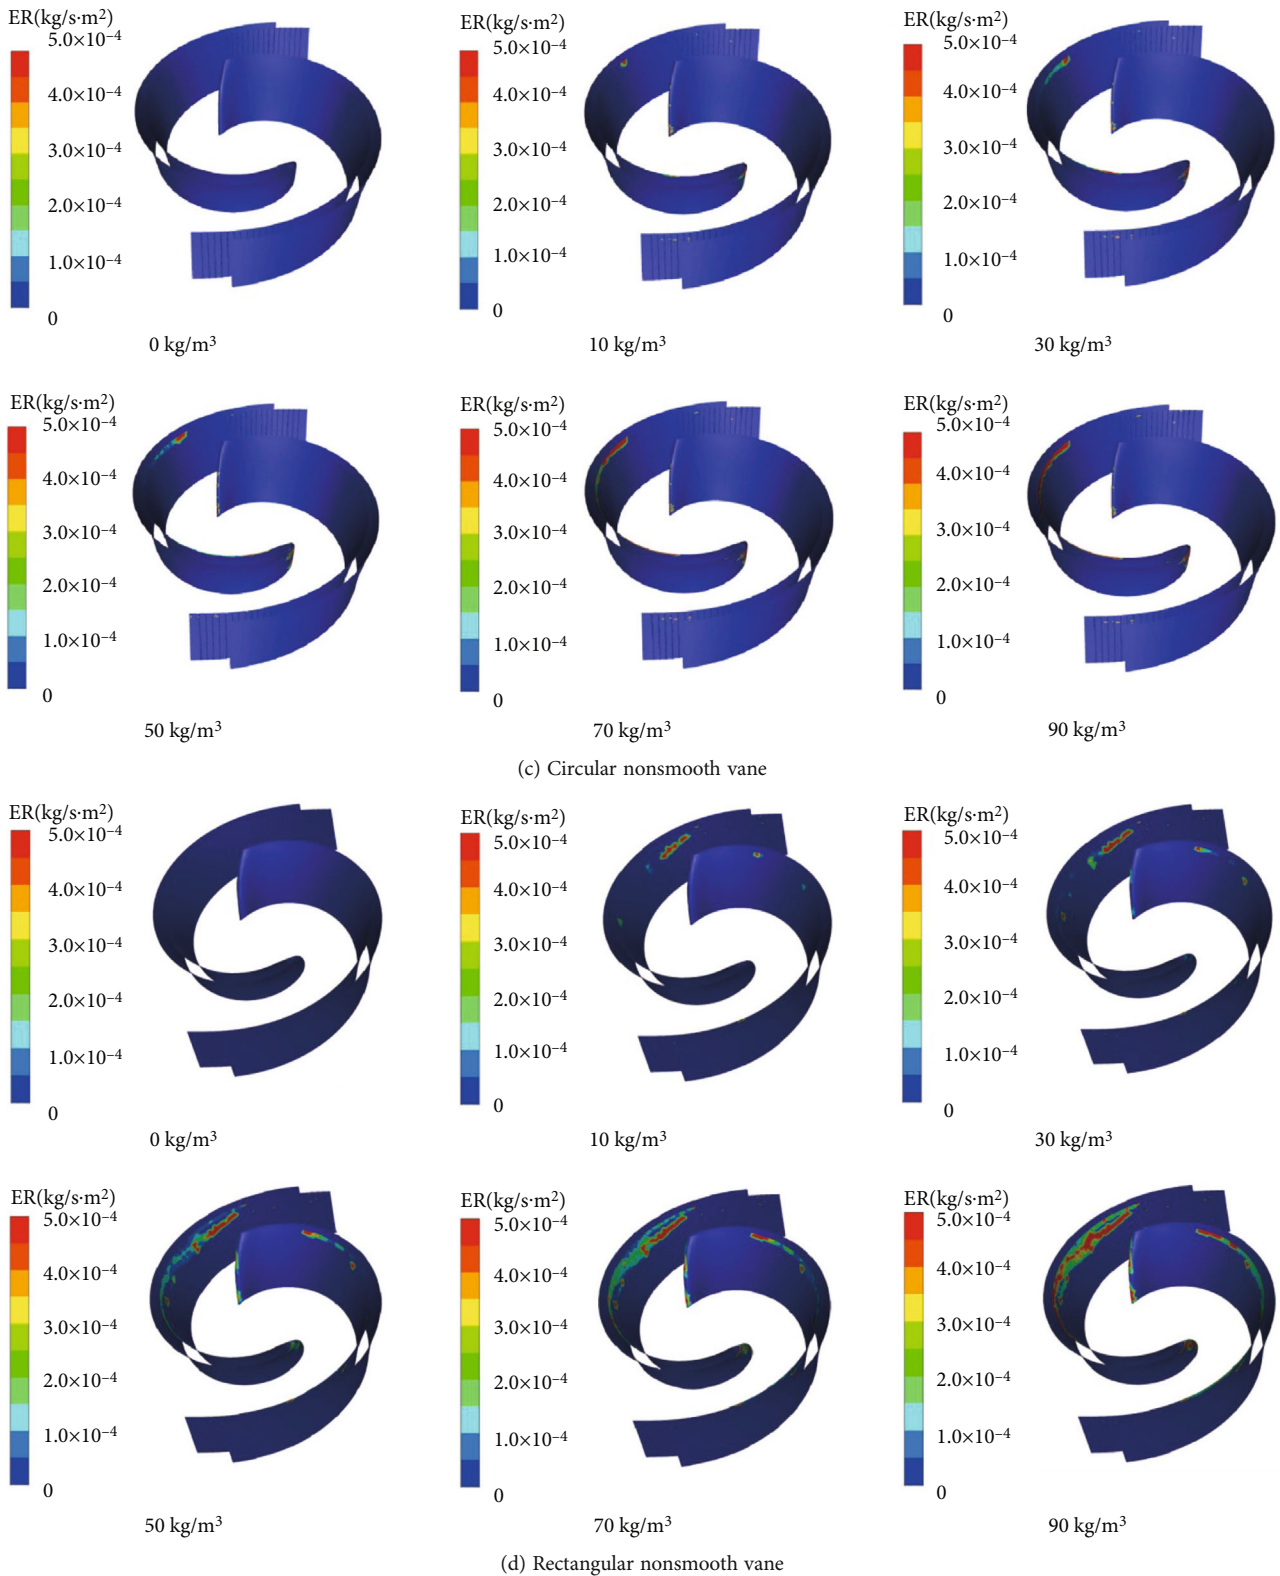 ER(kg/s·m²)
5.0×10⁻⁴
4.0×10⁻⁴
3.0×10⁻⁴
2.0×10⁻⁴
1.0×10⁻⁴
0
0 kg/m³
ER(kg/s·m²)
5.0×10⁻⁴
4.0×10⁻⁴
3.0×10⁻⁴
2.0×10⁻⁴
1.0×10⁻⁴
0
10 kg/m³
ER(kg/s·m²)
5.0×10⁻⁴
4.0×10⁻⁴
3.0×10⁻⁴
2.0×10⁻⁴
1.0×10⁻⁴
0
30 kg/m³
ER(kg/s·m²)
5.0×10⁻⁴
4.0×10⁻⁴
3.0×10⁻⁴
2.0×10⁻⁴
1.0×10⁻⁴
0
50 kg/m³
ER(kg/s·m²)
5.0×10⁻⁴
4.0×10⁻⁴
3.0×10⁻⁴
2.0×10⁻⁴
1.0×10⁻⁴
0
70 kg/m³
ER(kg/s·m²)
5.0×10⁻⁴
4.0×10⁻⁴
3.0×10⁻⁴
2.0×10⁻⁴
1.0×10⁻⁴
0
90 kg/m³
(c) Circular nonsmooth vane
ER(kg/s·m²)
5.0×10⁻⁴
4.0×10⁻⁴
3.0×10⁻⁴
2.0×10⁻⁴
1.0×10⁻⁴
0
0 kg/m³
ER(kg/s·m²)
5.0×10⁻⁴
4.0×10⁻⁴
3.0×10⁻⁴
2.0×10⁻⁴
1.0×10⁻⁴
0
10 kg/m³
ER(kg/s·m²)
5.0×10⁻⁴
4.0×10⁻⁴
3.0×10⁻⁴
2.0×10⁻⁴
1.0×10⁻⁴
0
30 kg/m³
ER(kg/s·m²)
5.0×10⁻⁴
4.0×10⁻⁴
3.0×10⁻⁴
2.0×10⁻⁴
1.0×10⁻⁴
0
50 kg/m³
ER(kg/s·m²)
5.0×10⁻⁴
4.0×10⁻⁴
3.0×10⁻⁴
2.0×10⁻⁴
1.0×10⁻⁴
0
70 kg/m³
ER(kg/s·m²)
5.0×10⁻⁴
4.0×10⁻⁴
3.0×10⁻⁴
2.0×10⁻⁴
1.0×10⁻⁴
0
90 kg/m³
(d) Rectangular nonsmooth vane